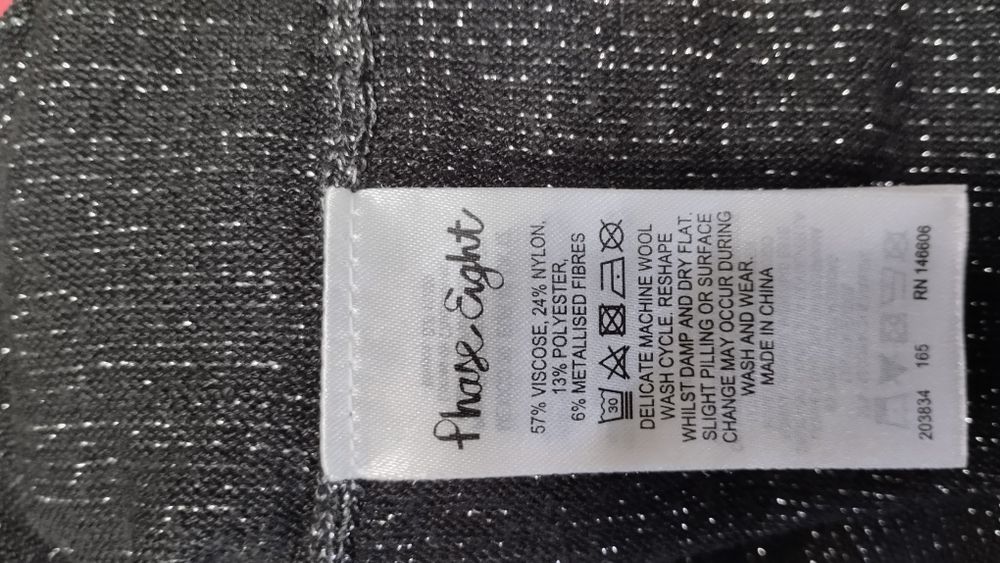 Phase Eight
57% VISCOSE, 24% NYLON,
13% POLYESTER,
6% METALLISED FIBRES
30
DELICATE MACHINE WOOL
WASH CYCLE. RESHAPE
WHILST DAMP AND DRY FLAT.
SLIGHT PILLING OR SURFACE
CHANGE MAY OCCUR DURING
WASH AND WEAR.
MADE IN CHINA
203834 165 RN 146606